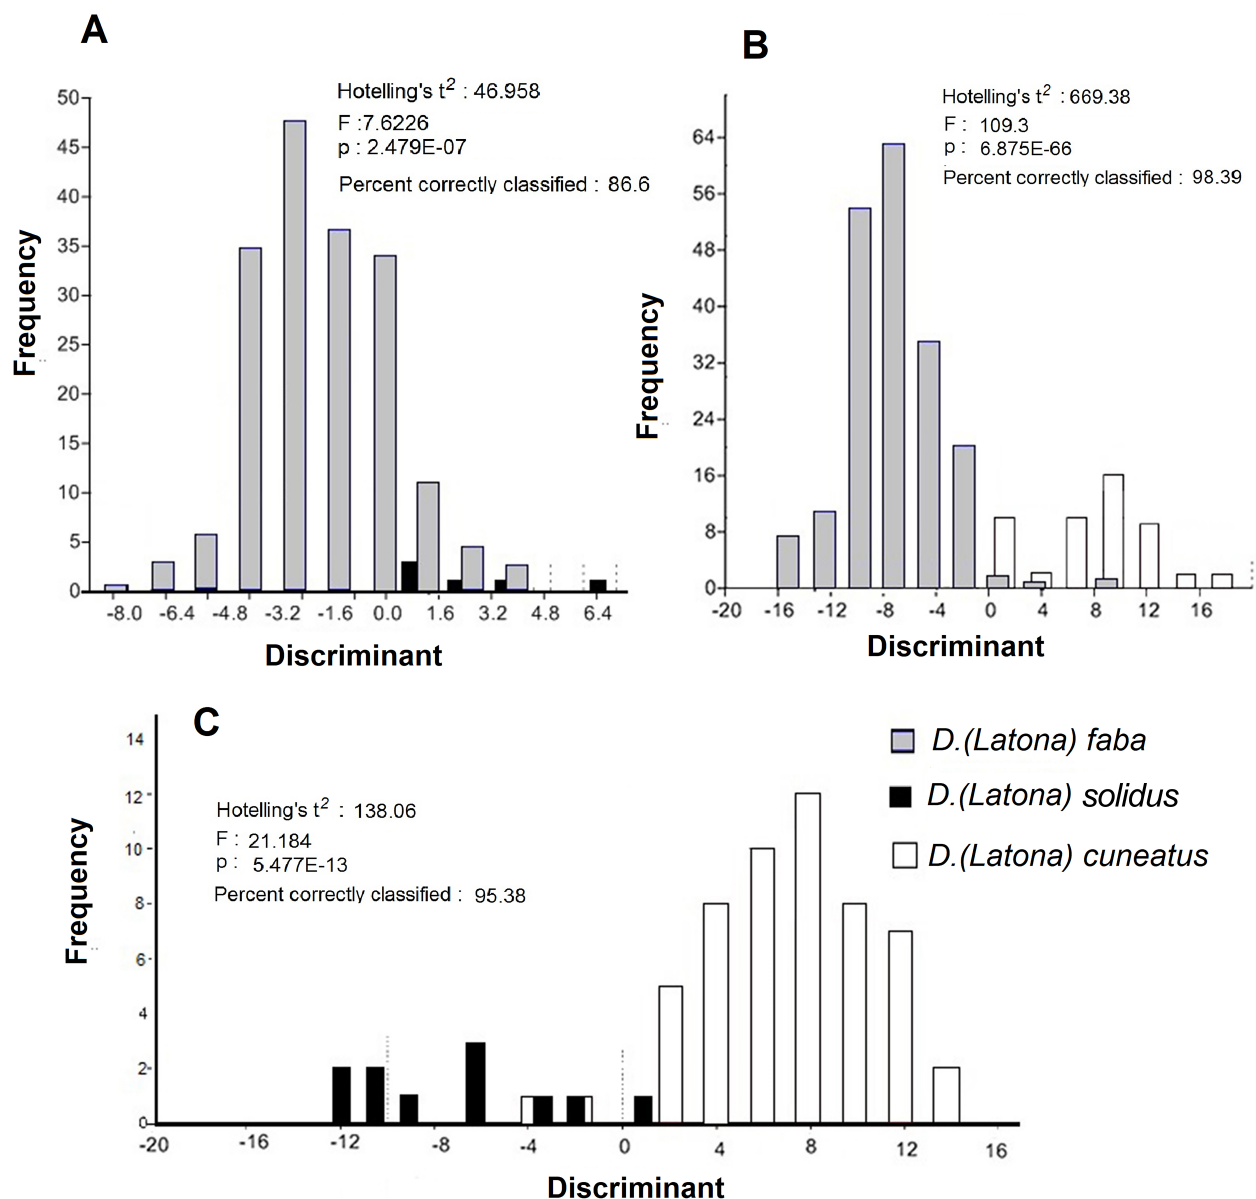 A
Hotelling's t2 : 46.958
F :7.6226
p : 2.479E-07
Percent correctly classified : 86.6
50
45
40
35
30
25
20
15
10
5
0
Frequency
-8.0 -6.4 -4.8 -3.2 -1.6 0.0 1.6 3.2 4.8 6.4
Discriminant
B
Hotelling's t2 : 669.38
F : 109.3
p : 6.875E-66
Percent correctly classified : 98.39
64
56
48
40
32
24
16
8
0
Frequency
-20 -16 -12 -8 -4 0 4 8 12 16
Discriminant
C
Hotelling's t2 : 138.06
F : 21.184
p : 5.477E-13
Percent correctly classified : 95.38
14
12
10
8
6
4
2
0
Frequency
-20 -16 -12 -8 -4 0 4 8 12 16
Discriminant
D.(Latona) faba
D.(Latona) solidus
D.(Latona) cuneatus